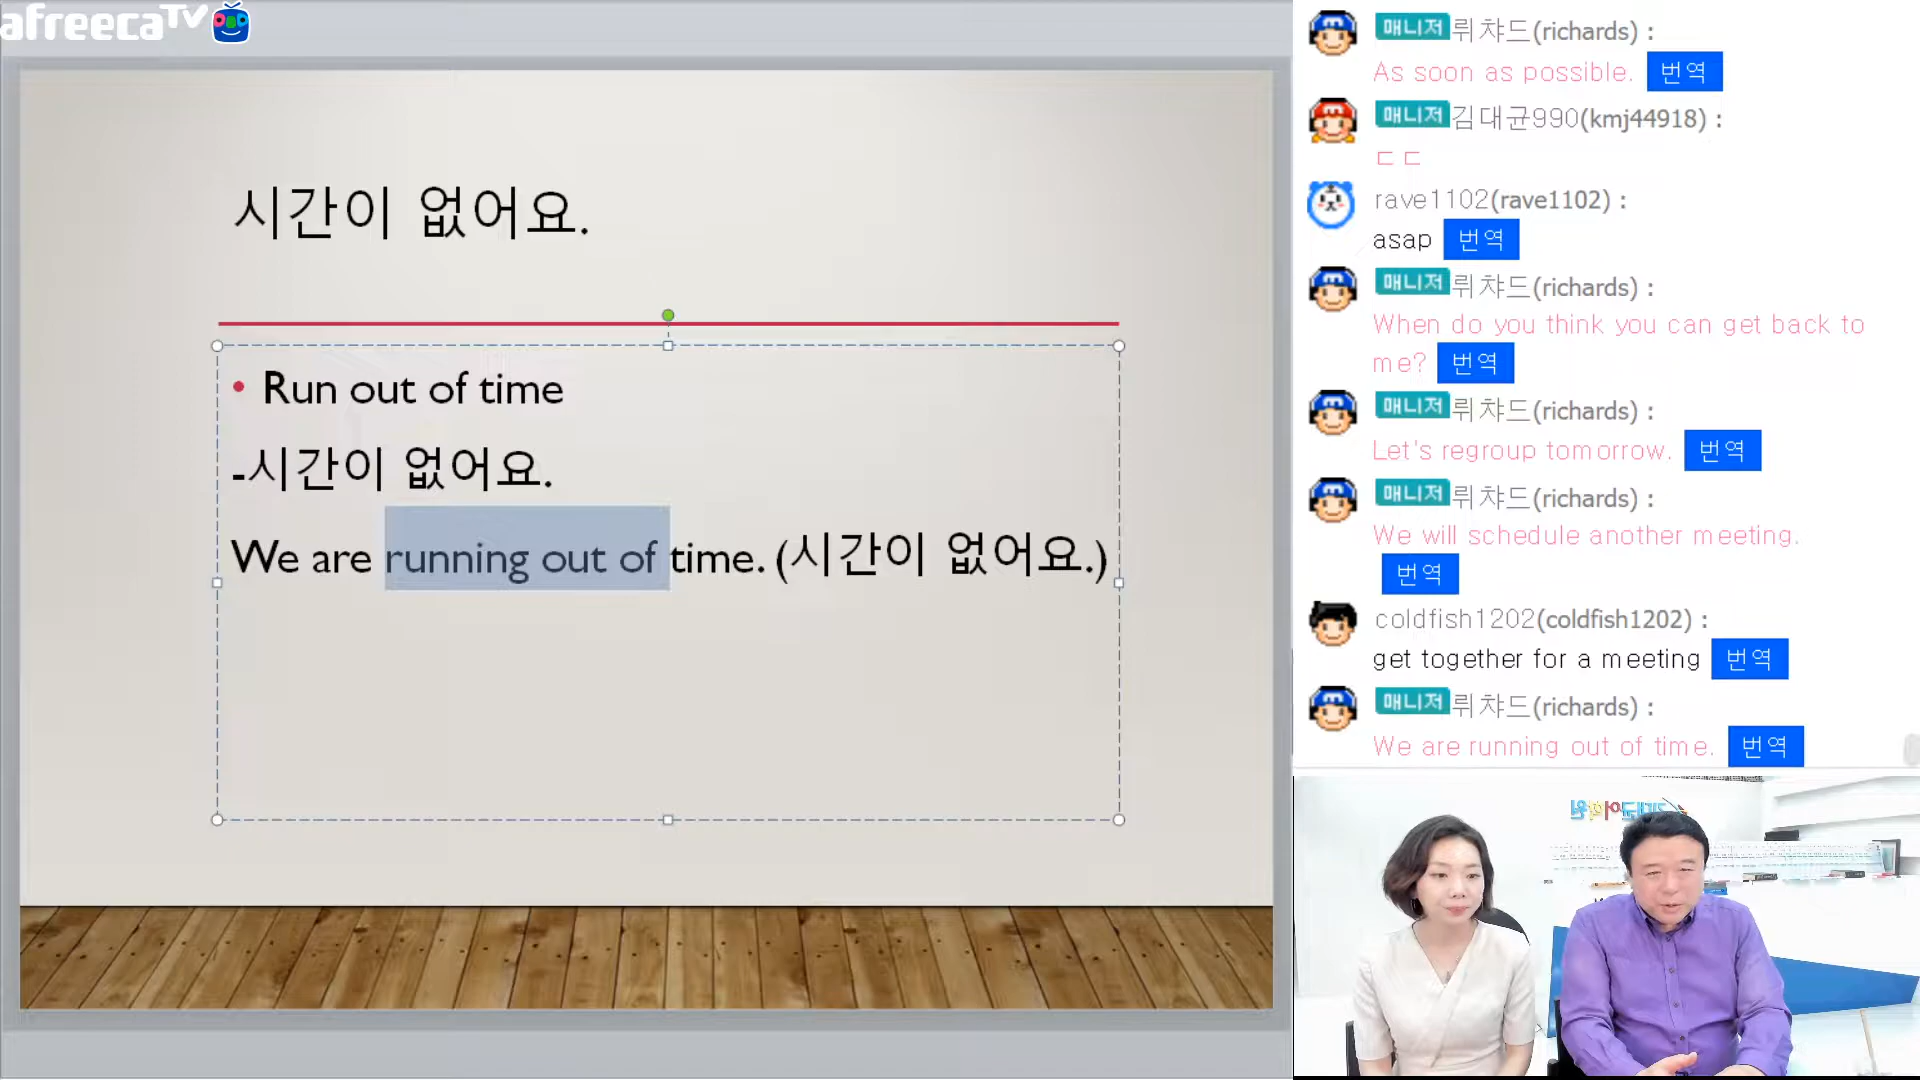 afreecaTV
시간이 없어요.
• Run out of time
-시간이 없어요.
We are running out of time. (시간이 없어요.)
매니저 뤼챠드(richards) :
As soon as possible. 번역
매니저 김대균990(kmj44918) :
ㄷㄷ
rave1102(rave1102) :
asap 번역
매니저 뤼챠드(richards) :
When do you think you can get back to
me? 번역
매니저 뤼챠드(richards) :
Let's regroup tomorrow. 번역
매니저 뤼챠드(richards) :
We will schedule another meeting.
번역
coldfish1202(coldfish1202) :
get together for a meeting 번역
매니저 뤼챠드(richards) :
We are running out of time. 번역